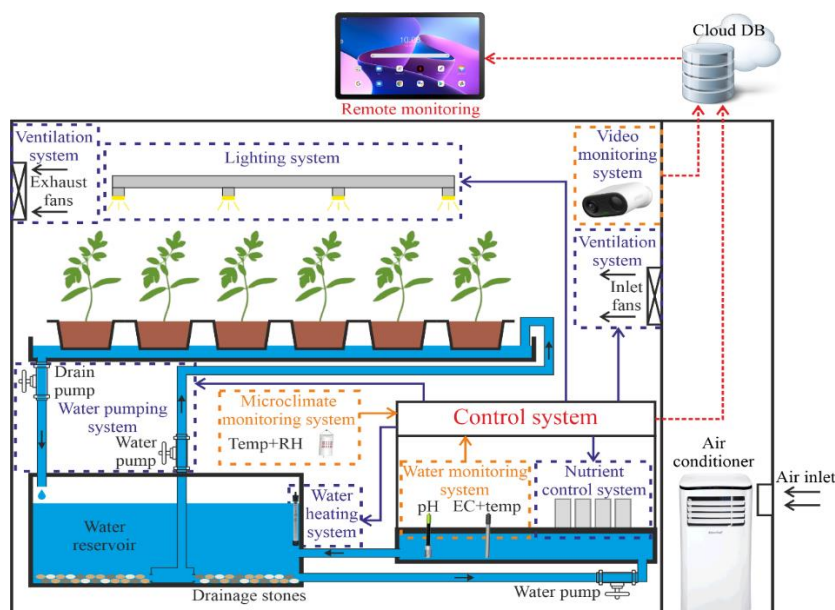 Cloud DB
Remote monitoring
Ventilation
system
Exhaust
fans
Lighting system
Video
monitoring
system
Ventilation
system
Inlet
fans
Drain
pump
Water pumping
system
Water
pump
Microclimate
monitoring system
Temp+RH
Control system
Water monitoring
system
pH
EC+temp
Nutrient
control system
Air
conditioner
Air inlet
Water
heating
system
Water
reservoir
Drainage stones
Water pump